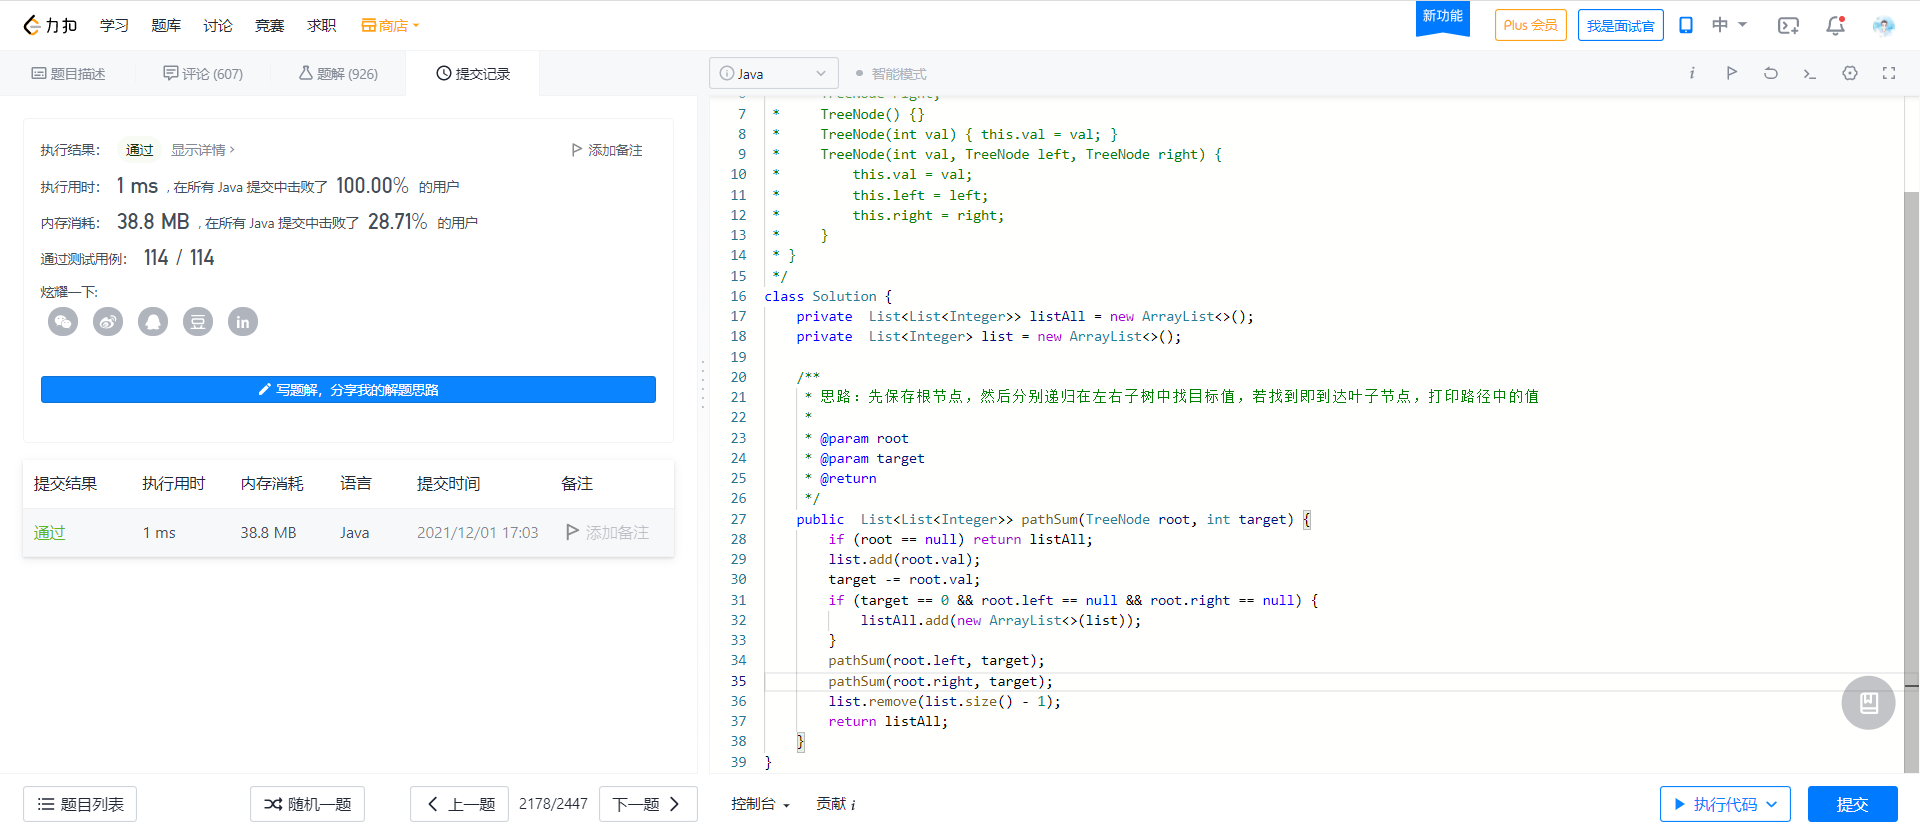 力扣 学习 题库 讨论 竞赛 求职 商店 新功能 Plus 会员 我是面试官 中
题目描述 评论 (607) 题解 (926) 提交记录
执行结果： 通过 显示详情 › 添加备注
执行用时： 1 ms , 在所有 Java 提交中击败了 100.00% 的用户
内存消耗： 38.8 MB , 在所有 Java 提交中击败了 28.71% 的用户
通过测试用例： 114 / 114
炫耀一下:
豆 in
写题解，分享我的解题思路
提交结果 执行用时 内存消耗 语言 提交时间 备注
通过 1 ms 38.8 MB Java 2021/12/01 17:03 添加备注
题目列表 随机一题 上一题 2178/2447 下一题
Java 智能模式 i
6 * TreeNode right;
7 * TreeNode() {}
8 * TreeNode(int val) { this.val = val; }
9 * TreeNode(int val, TreeNode left, TreeNode right) {
10 * this.val = val;
11 * this.left = left;
12 * this.right = right;
13 * }
14 * }
15 */
16 class Solution {
17 private  List<List<Integer>> listAll = new ArrayList<>();
18 private  List<Integer> list = new ArrayList<>();
19
20 /**
21 * 思路：先保存根节点，然后分别递归在左右子树中找目标值，若找到即到达叶子节点，打印路径中的值
22 *
23 * @param root
24 * @param target
25 * @return
26 */
27 public  List<List<Integer>> pathSum(TreeNode root, int target) {
28 if (root == null) return listAll;
29 list.add(root.val);
30 target -= root.val;
31 if (target == 0 && root.left == null && root.right == null) {
32 listAll.add(new ArrayList<>(list));
33 }
34 pathSum(root.left, target);
35 pathSum(root.right, target);
36 list.remove(list.size() - 1);
37 return listAll;
38 }
39 }
控制台 贡献 i 执行代码 提交